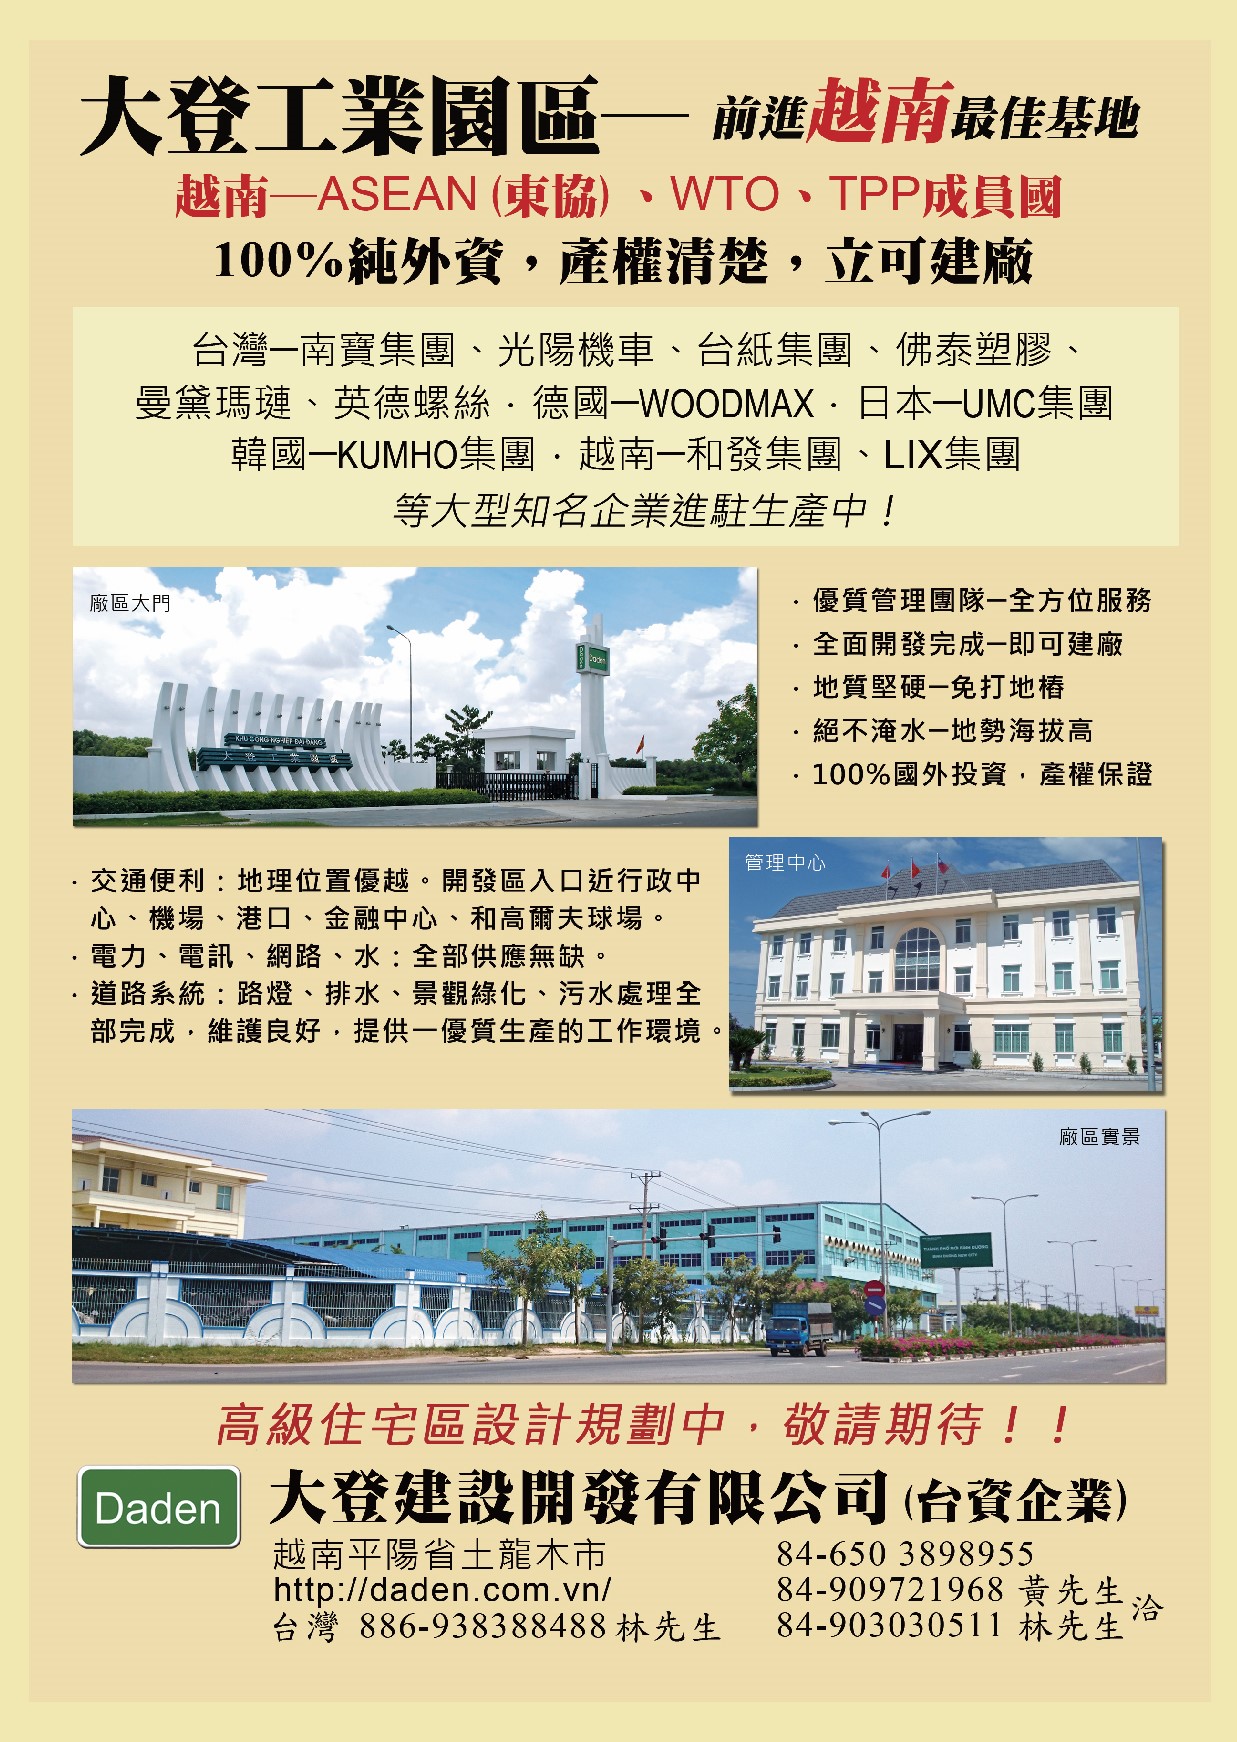 大登工業園區── 前進越南最佳基地
越南─ASEAN (東協) 、WTO、TPP成員國
100%純外資，產權清楚，立可建廠
台灣─南寶集團、光陽機車、台紙集團、佛泰塑膠、
曼黛瑪璉、英德螺絲．德國─WOODMAX．日本─UMC集團
韓國─KUMHO集團．越南─和發集團、LIX集團
等大型知名企業進駐生產中！
廠區大門
Daden
KHU CONG NGHIEP DAI DANG
大登工業園區
．優質管理團隊─全方位服務
．全面開發完成─即可建廠
．地質堅硬─免打地樁
．絕不淹水─地勢海拔高
．100%國外投資，產權保證
．交通便利：地理位置優越。開發區入口近行政中
心、機場、港口、金融中心、和高爾夫球場。
．電力、電訊、網路、水：全部供應無缺。
．道路系統：路燈、排水、景觀綠化、污水處理全
部完成，維護良好，提供一優質生產的工作環境。
管理中心
廠區實景
高級住宅區設計規劃中，敬請期待！！
Daden
大登建設開發有限公司 (台資企業)
越南平陽省土龍木市
84-650 3898955
http://daden.com.vn/
84-909721968 黃先生
台灣 886-938388488 林先生
84-903030511 林先生
洽